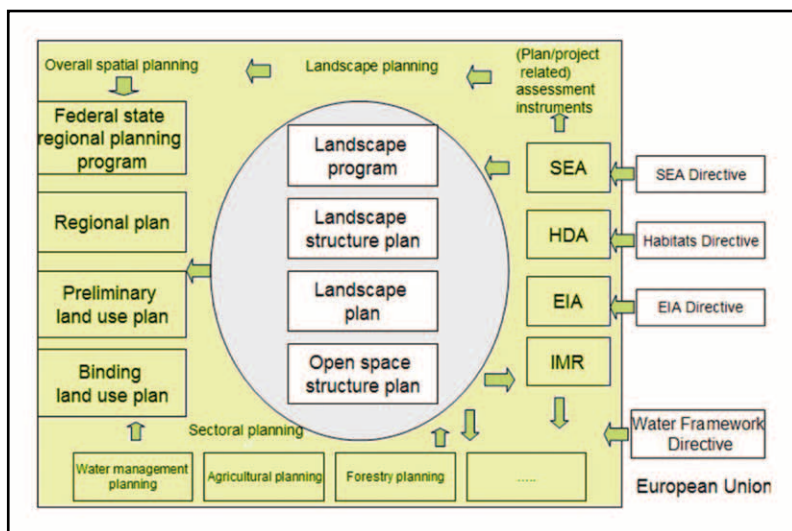 Overall spatial planning
Landscape planning
(Plan/project
related)
assessment
instruments
Federal state
regional planning
program
Regional plan
Preliminary
land use plan
Binding
land use plan
Landscape
program
Landscape
structure plan
Landscape
plan
Open space
structure plan
SEA
HDA
EIA
IMR
SEA Directive
Habitats Directive
EIA Directive
Water Framework
Directive
European Union
Sectoral planning
Water management
planning
Agricultural planning
Forestry planning
.....